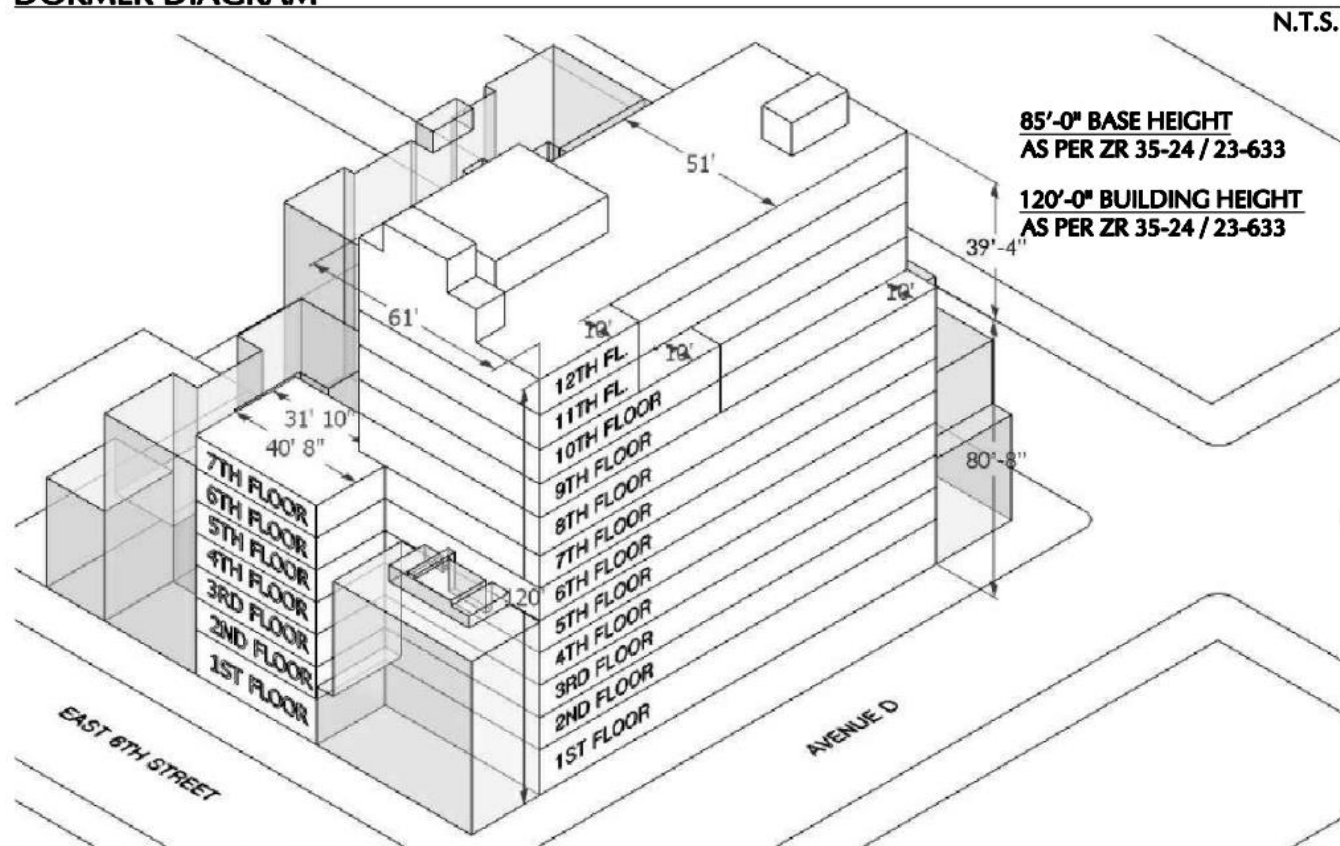 DORMER DIAGRAM
N.T.S.
85'-0" BASE HEIGHT
AS PER ZR 35-24 / 23-633
120'-0" BUILDING HEIGHT
AS PER ZR 35-24 / 23-633
51'
39'-4"
10'
61'
10'
10'
12TH FL.
11TH FL.
10TH FLOOR
9TH FLOOR
8TH FLOOR
7TH FLOOR
6TH FLOOR
5TH FLOOR
4TH FLOOR
3RD FLOOR
2ND FLOOR
1ST FLOOR
31' 10"
40' 8"
7TH FLOOR
6TH FLOOR
5TH FLOOR
4TH FLOOR
3RD FLOOR
2ND FLOOR
1ST FLOOR
20'
80'-8"
EAST 6TH STREET
AVENUE D